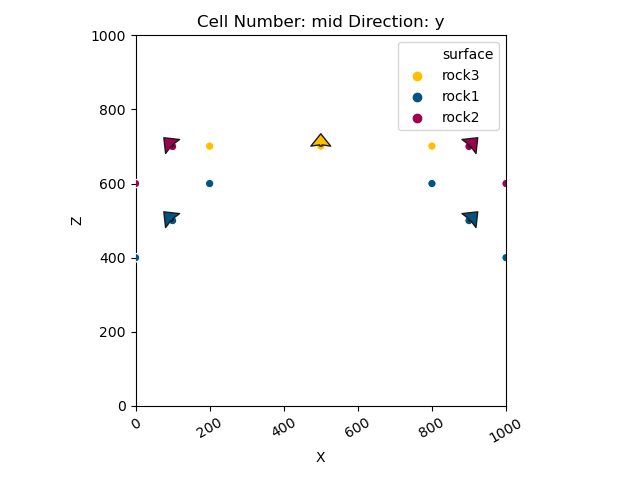 Cell Number: mid Direction: y
surface
rock3
rock1
rock2
1000
800
600
400
200
0
Z
0 200 400 600 800 1000
X